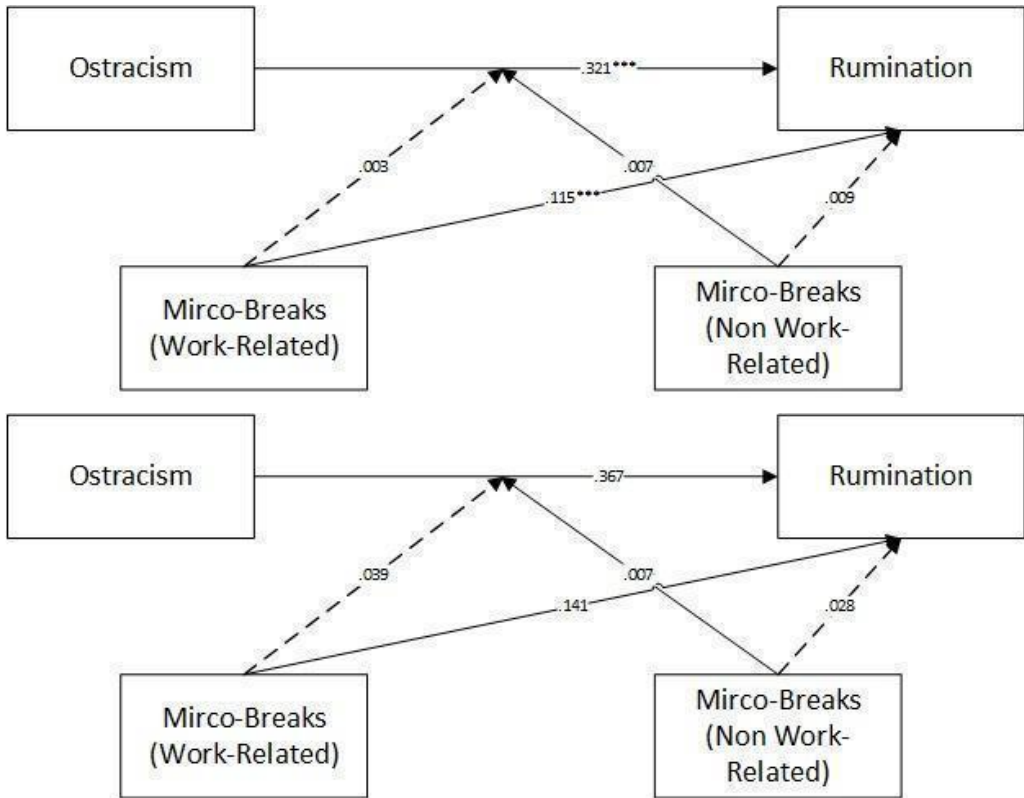 Ostracism
.321***
Rumination
.003
.007
.115***
.009
Mirco-Breaks
(Work-Related)
Mirco-Breaks
(Non Work-
Related)
Ostracism
.367
Rumination
.039
.007
.141
.028
Mirco-Breaks
(Work-Related)
Mirco-Breaks
(Non Work-
Related)